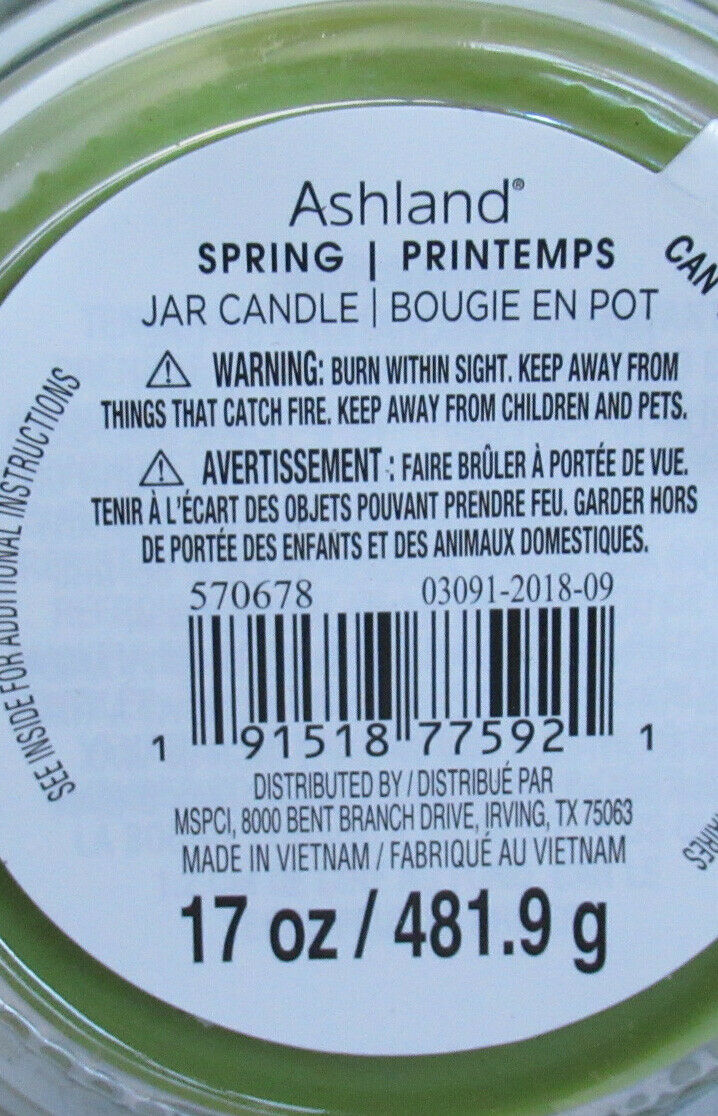 Ashland®
SPRING | PRINTEMPS
JAR CANDLE | BOUGIE EN POT
⚠ WARNING: BURN WITHIN SIGHT. KEEP AWAY FROM
THINGS THAT CATCH FIRE. KEEP AWAY FROM CHILDREN AND PETS.
⚠ AVERTISSEMENT : FAIRE BRÛLER À PORTÉE DE VUE.
TENIR À L'ÉCART DES OBJETS POUVANT PRENDRE FEU. GARDER HORS
DE PORTÉE DES ENFANTS ET DES ANIMAUX DOMESTIQUES.
570678 03091-2018-09
1 91518 77592 1
DISTRIBUTED BY / DISTRIBUÉ PAR
MSPCI, 8000 BENT BRANCH DRIVE, IRVING, TX 75063
MADE IN VIETNAM / FABRIQUÉ AU VIETNAM
17 oz / 481.9 g
SEE INSIDE FOR ADDITIONAL INSTRUCTIONS